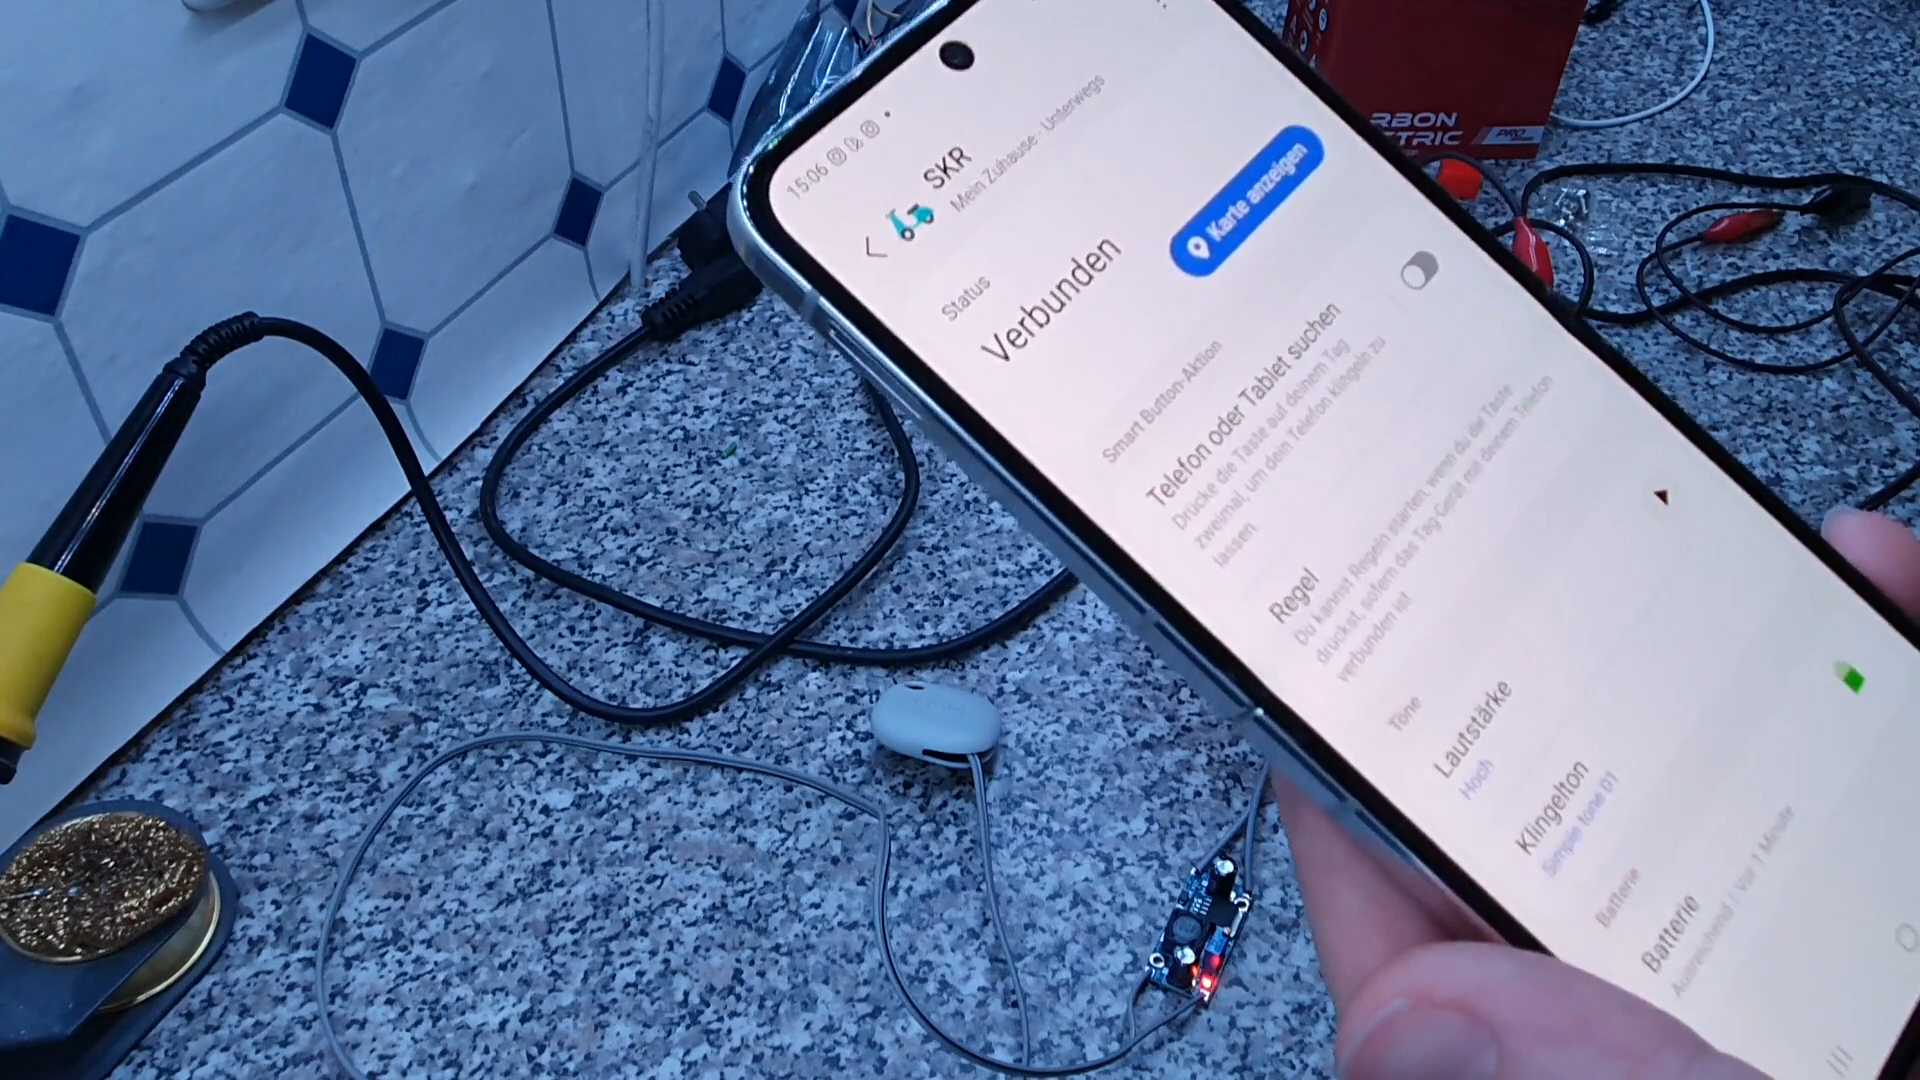 15:06
SKR
Mein Zuhause - Unterwegs
Status
Verbunden
Karte anzeigen
Smart Button-Aktion
Telefon oder Tablet suchen
Drücke die Taste auf deinem Tag
zweimal, um dein Telefon klingeln zu
lassen
Regel
Du kannst Regeln starten, wenn du die Taste
drückst, sofern das Tag-Gerät mit deinem Telefon
verbunden ist
Töne
Lautstärke
Hoch
Klingelton
Simple tone 01
Batterie
Batterie
Ausreichend | Vor 1 Minute
RBON
TRIC
PRO